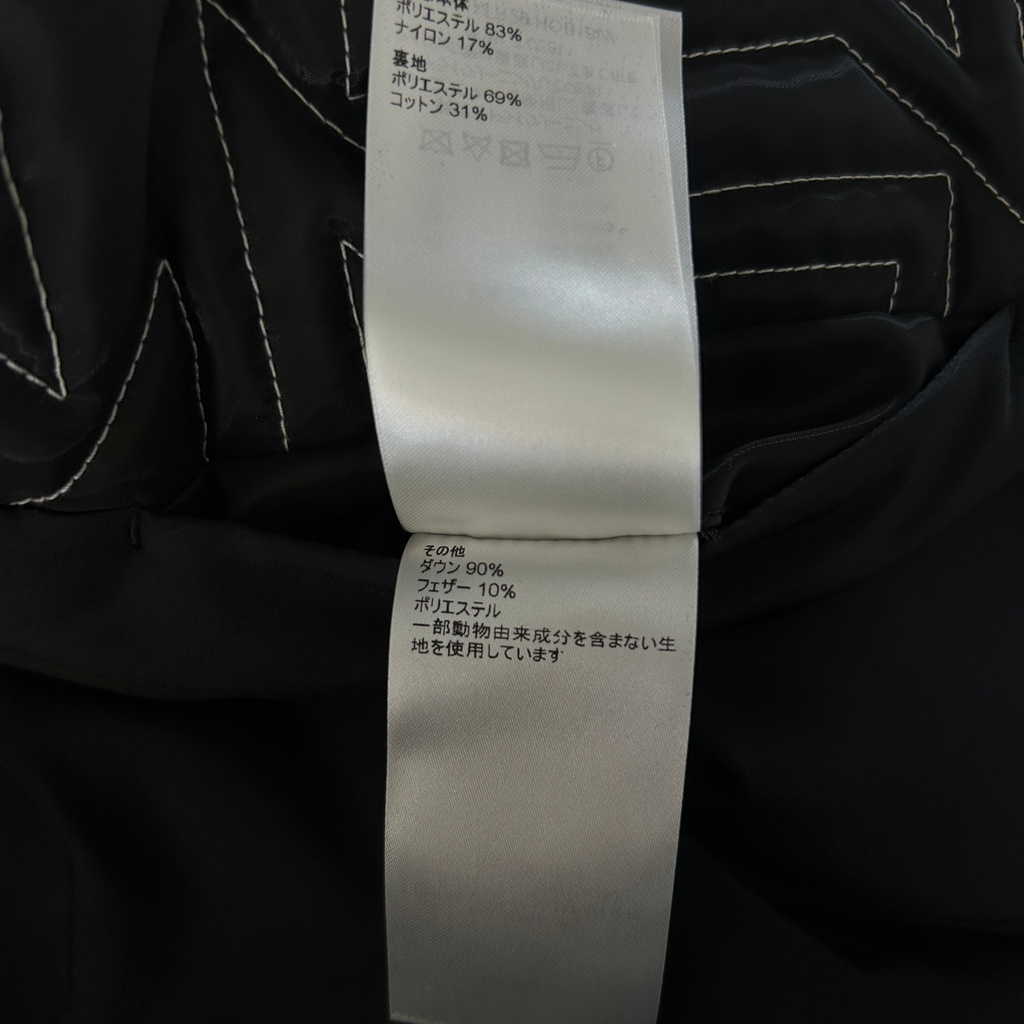 本体
ポリエステル 83%
ナイロン 17%
裏地
ポリエステル 69%
コットン 31%
その他
ダウン 90%
フェザー 10%
ポリエステル
一部動物由来成分を含まない生
地を使用しています